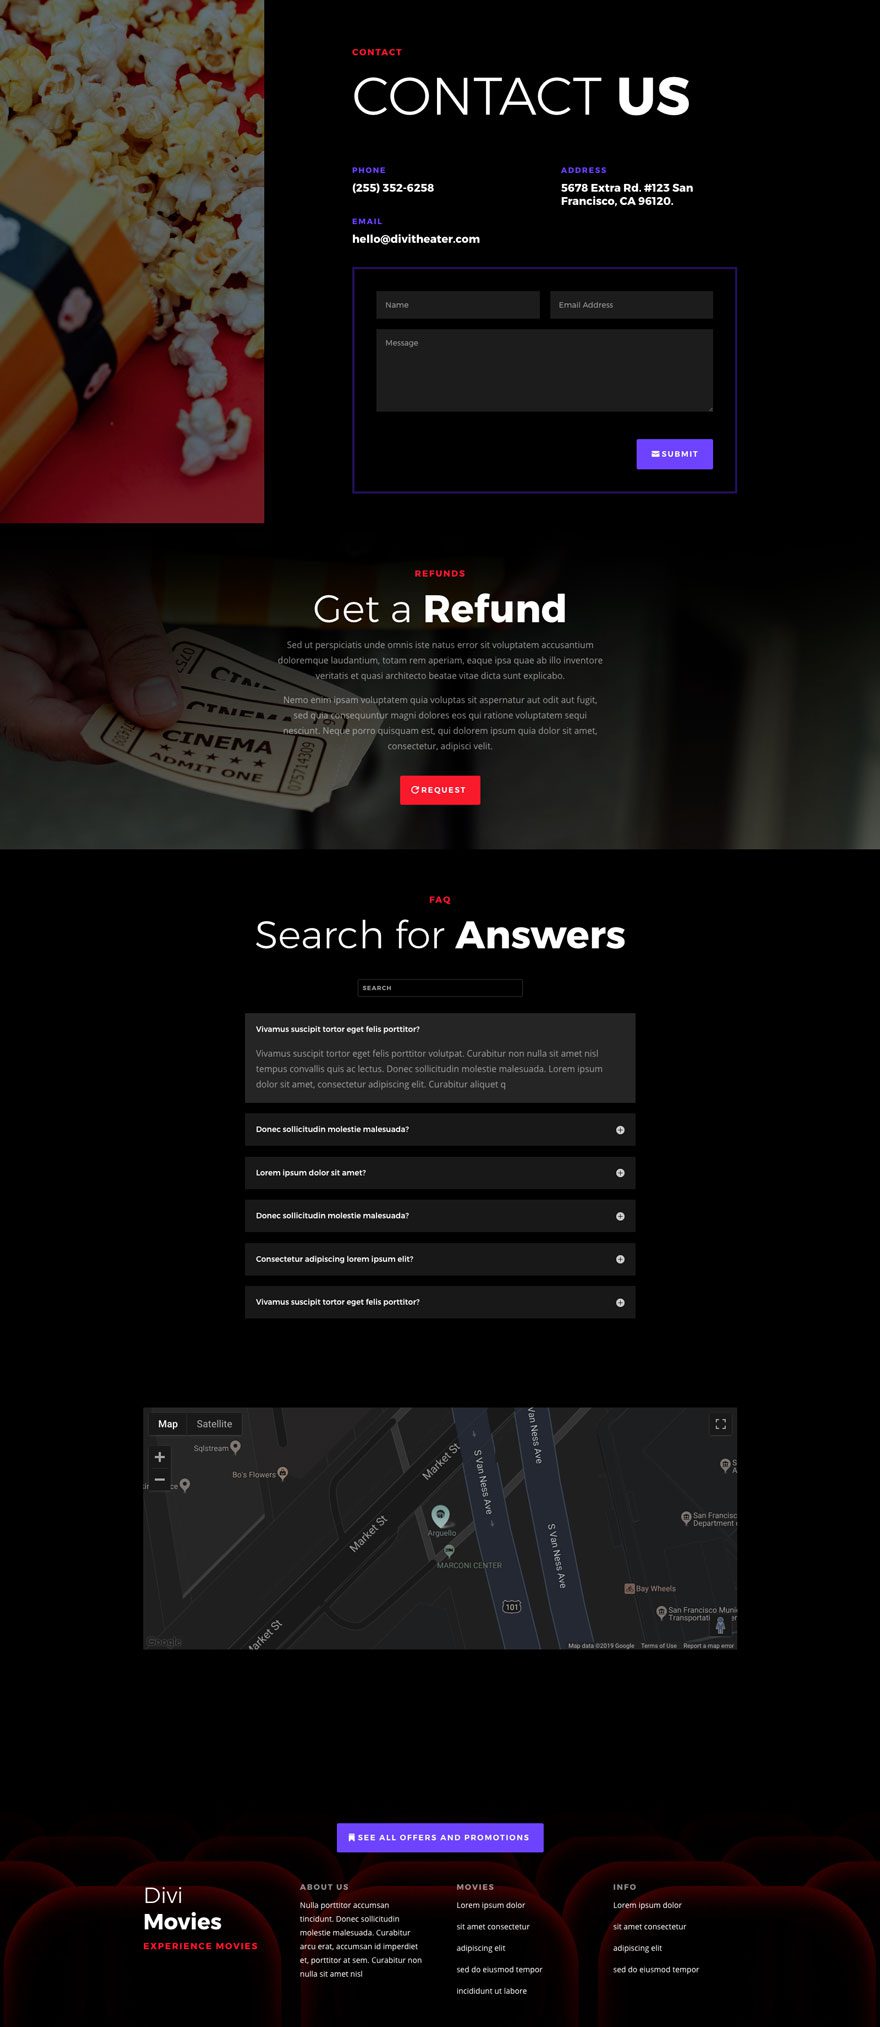 CONTACT
CONTACT US
PHONE
(255) 352-6258
ADDRESS
5678 Extra Rd. #123 San
Francisco, CA 96120.
EMAIL
hello@divitheater.com
Name
Email Address
Message
SUBMIT
REFUNDS
Get a Refund
Sed ut perspiciatis unde omnis iste natus error sit voluptatem accusantium
doloremque laudantium, totam rem aperiam, eaque ipsa quae ab illo inventore
veritatis et quasi architecto beatae vitae dicta sunt explicabo.
Nemo enim ipsam voluptatem quia voluptas sit aspernatur aut odit aut fugit,
sed quia consequuntur magni dolores eos qui ratione voluptatem sequi
nesciunt. Neque porro quisquam est, qui dolorem ipsum quia dolor sit amet,
consectetur, adipisci velit.
CINEMA
ADMIT ONE
075714309
REQUEST
FAQ
Search for Answers
SEARCH
Vivamus suscipit tortor eget felis porttitor?
Vivamus suscipit tortor eget felis porttitor volutpat. Curabitur non nulla sit amet nisl
tempus convallis quis ac lectus. Donec sollicitudin molestie malesuada. Lorem ipsum
dolor sit amet, consectetur adipiscing elit. Curabitur aliquet q
Donec sollicitudin molestie malesuada?
Lorem ipsum dolor sit amet?
Donec sollicitudin molestie malesuada?
Consectetur adipiscing lorem ipsum elit?
Vivamus suscipit tortor eget felis porttitor?
Map
Satellite
Sqlstream
Bo's Flowers
Market St
Market St
arket St
S Van Ness Ave
Van Ness Ave
S Van Ness Ave
Arguello
MARCONI CENTER
101
San Francisc
Department
Bay Wheels
San Francisco Muni
Transportati
Google
Map data ©2019 Google
Terms of Use
Report a map error
SEE ALL OFFERS AND PROMOTIONS
Divi
Movies
EXPERIENCE MOVIES
ABOUT US
Nulla porttitor accumsan
tincidunt. Donec sollicitudin
molestie malesuada. Curabitur
arcu erat, accumsan id imperdiet
et, porttitor at sem. Curabitur non
nulla sit amet nisl
MOVIES
Lorem ipsum dolor
sit amet consectetur
adipiscing elit
sed do eiusmod tempor
incididunt ut labore
INFO
Lorem ipsum dolor
sit amet consectetur
adipiscing elit
sed do eiusmod tempor